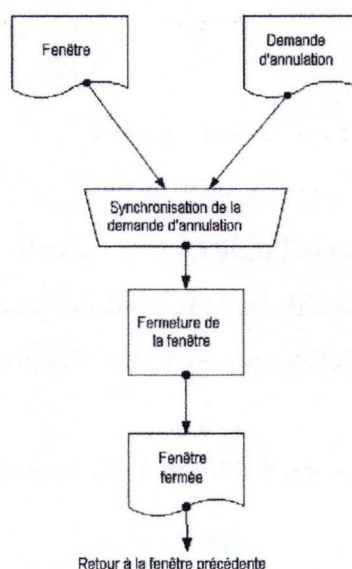 Fenêtre
Demande
d'annulation
Synchronisation de la
demande d'annulation
Fermeture de
la fenêtre
Fenêtre
fermée
Retour à la fenêtre précédente